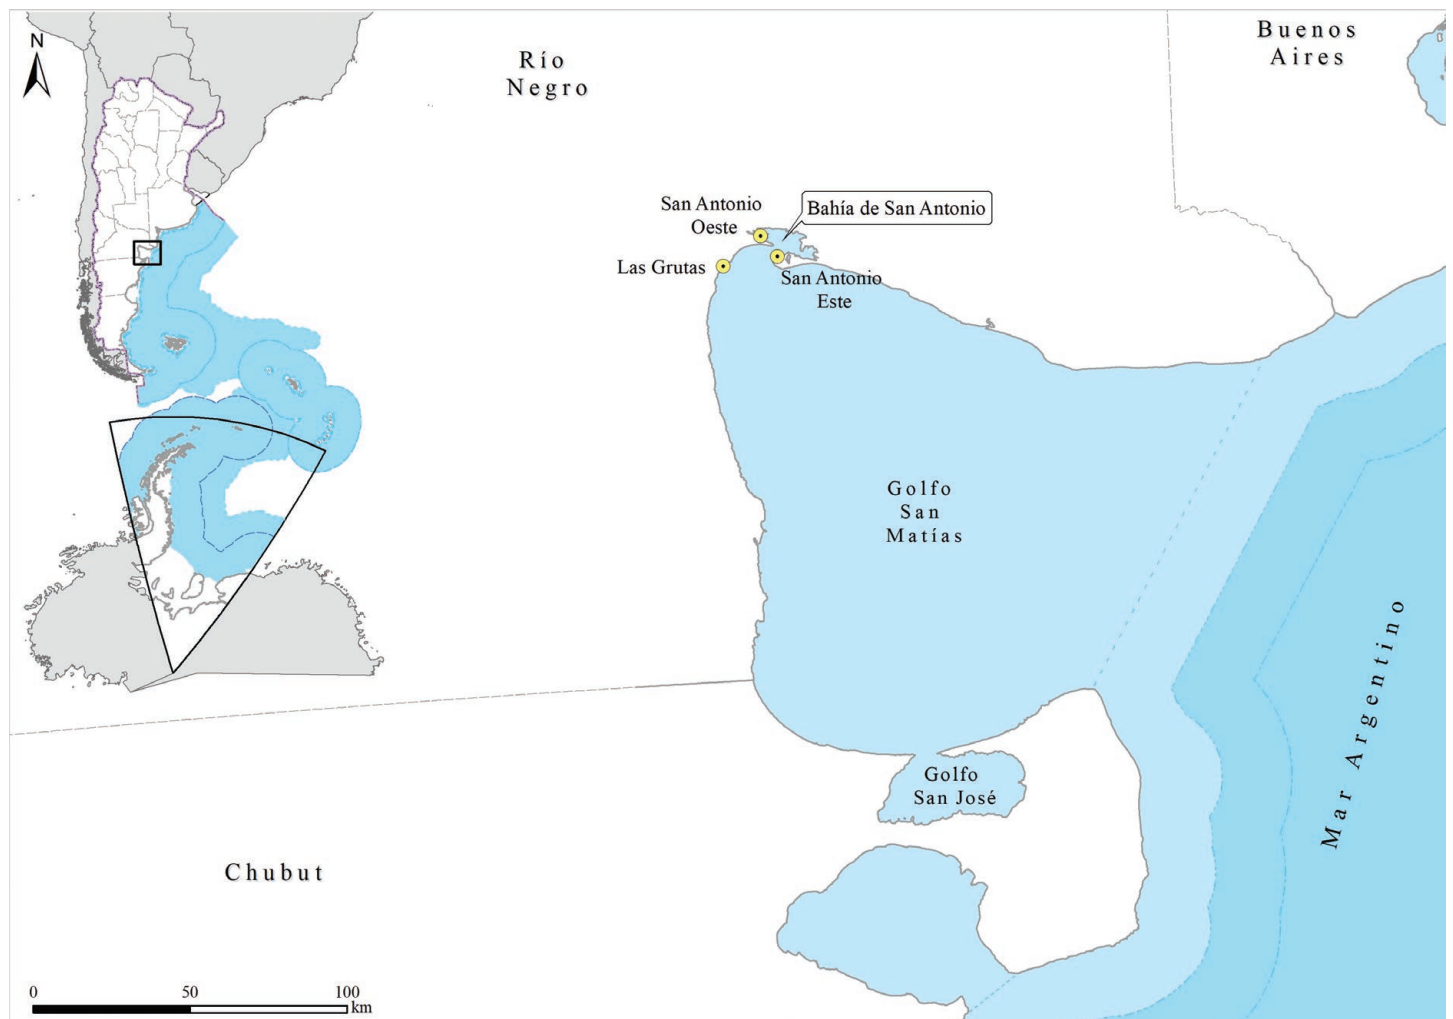 N
Río
Negro
Buenos
Aires
San Antonio
Oeste
Bahía de San Antonio
Las Grutas
San Antonio
Este
Golfo
San
Matías
Mar Argentino
Golfo
San José
Chubut
0 50 100
km